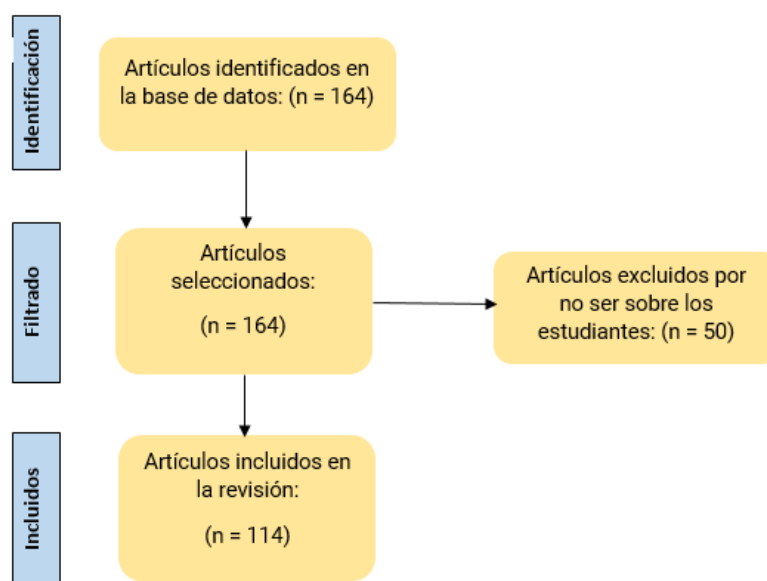 Identificación
Artículos identificados en
la base de datos: (n = 164)
Filtrado
Artículos
seleccionados:
(n = 164)
Artículos excluidos por
no ser sobre los
estudiantes: (n = 50)
Incluidos
Artículos incluidos en
la revisión:
(n = 114)